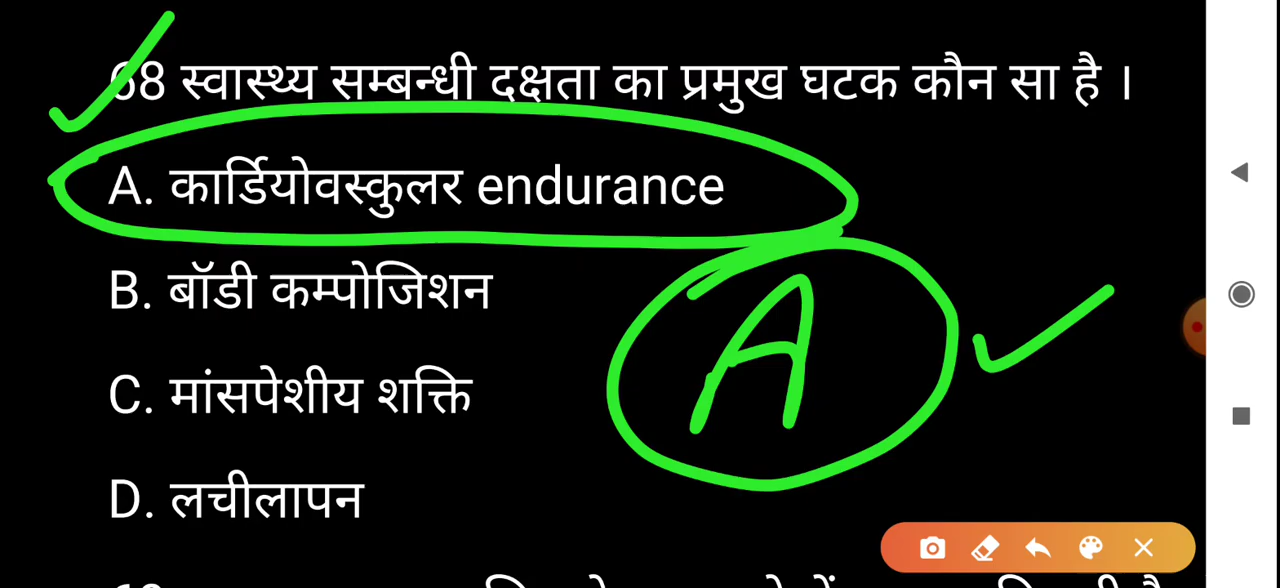 68 स्वास्थ्य सम्बन्धी दक्षता का प्रमुख घटक कौन सा है ।
A. कार्डियोवस्कुलर endurance
B. बॉडी कम्पोजिशन
A
C. मांसपेशीय शक्ति
D. लचीलापन